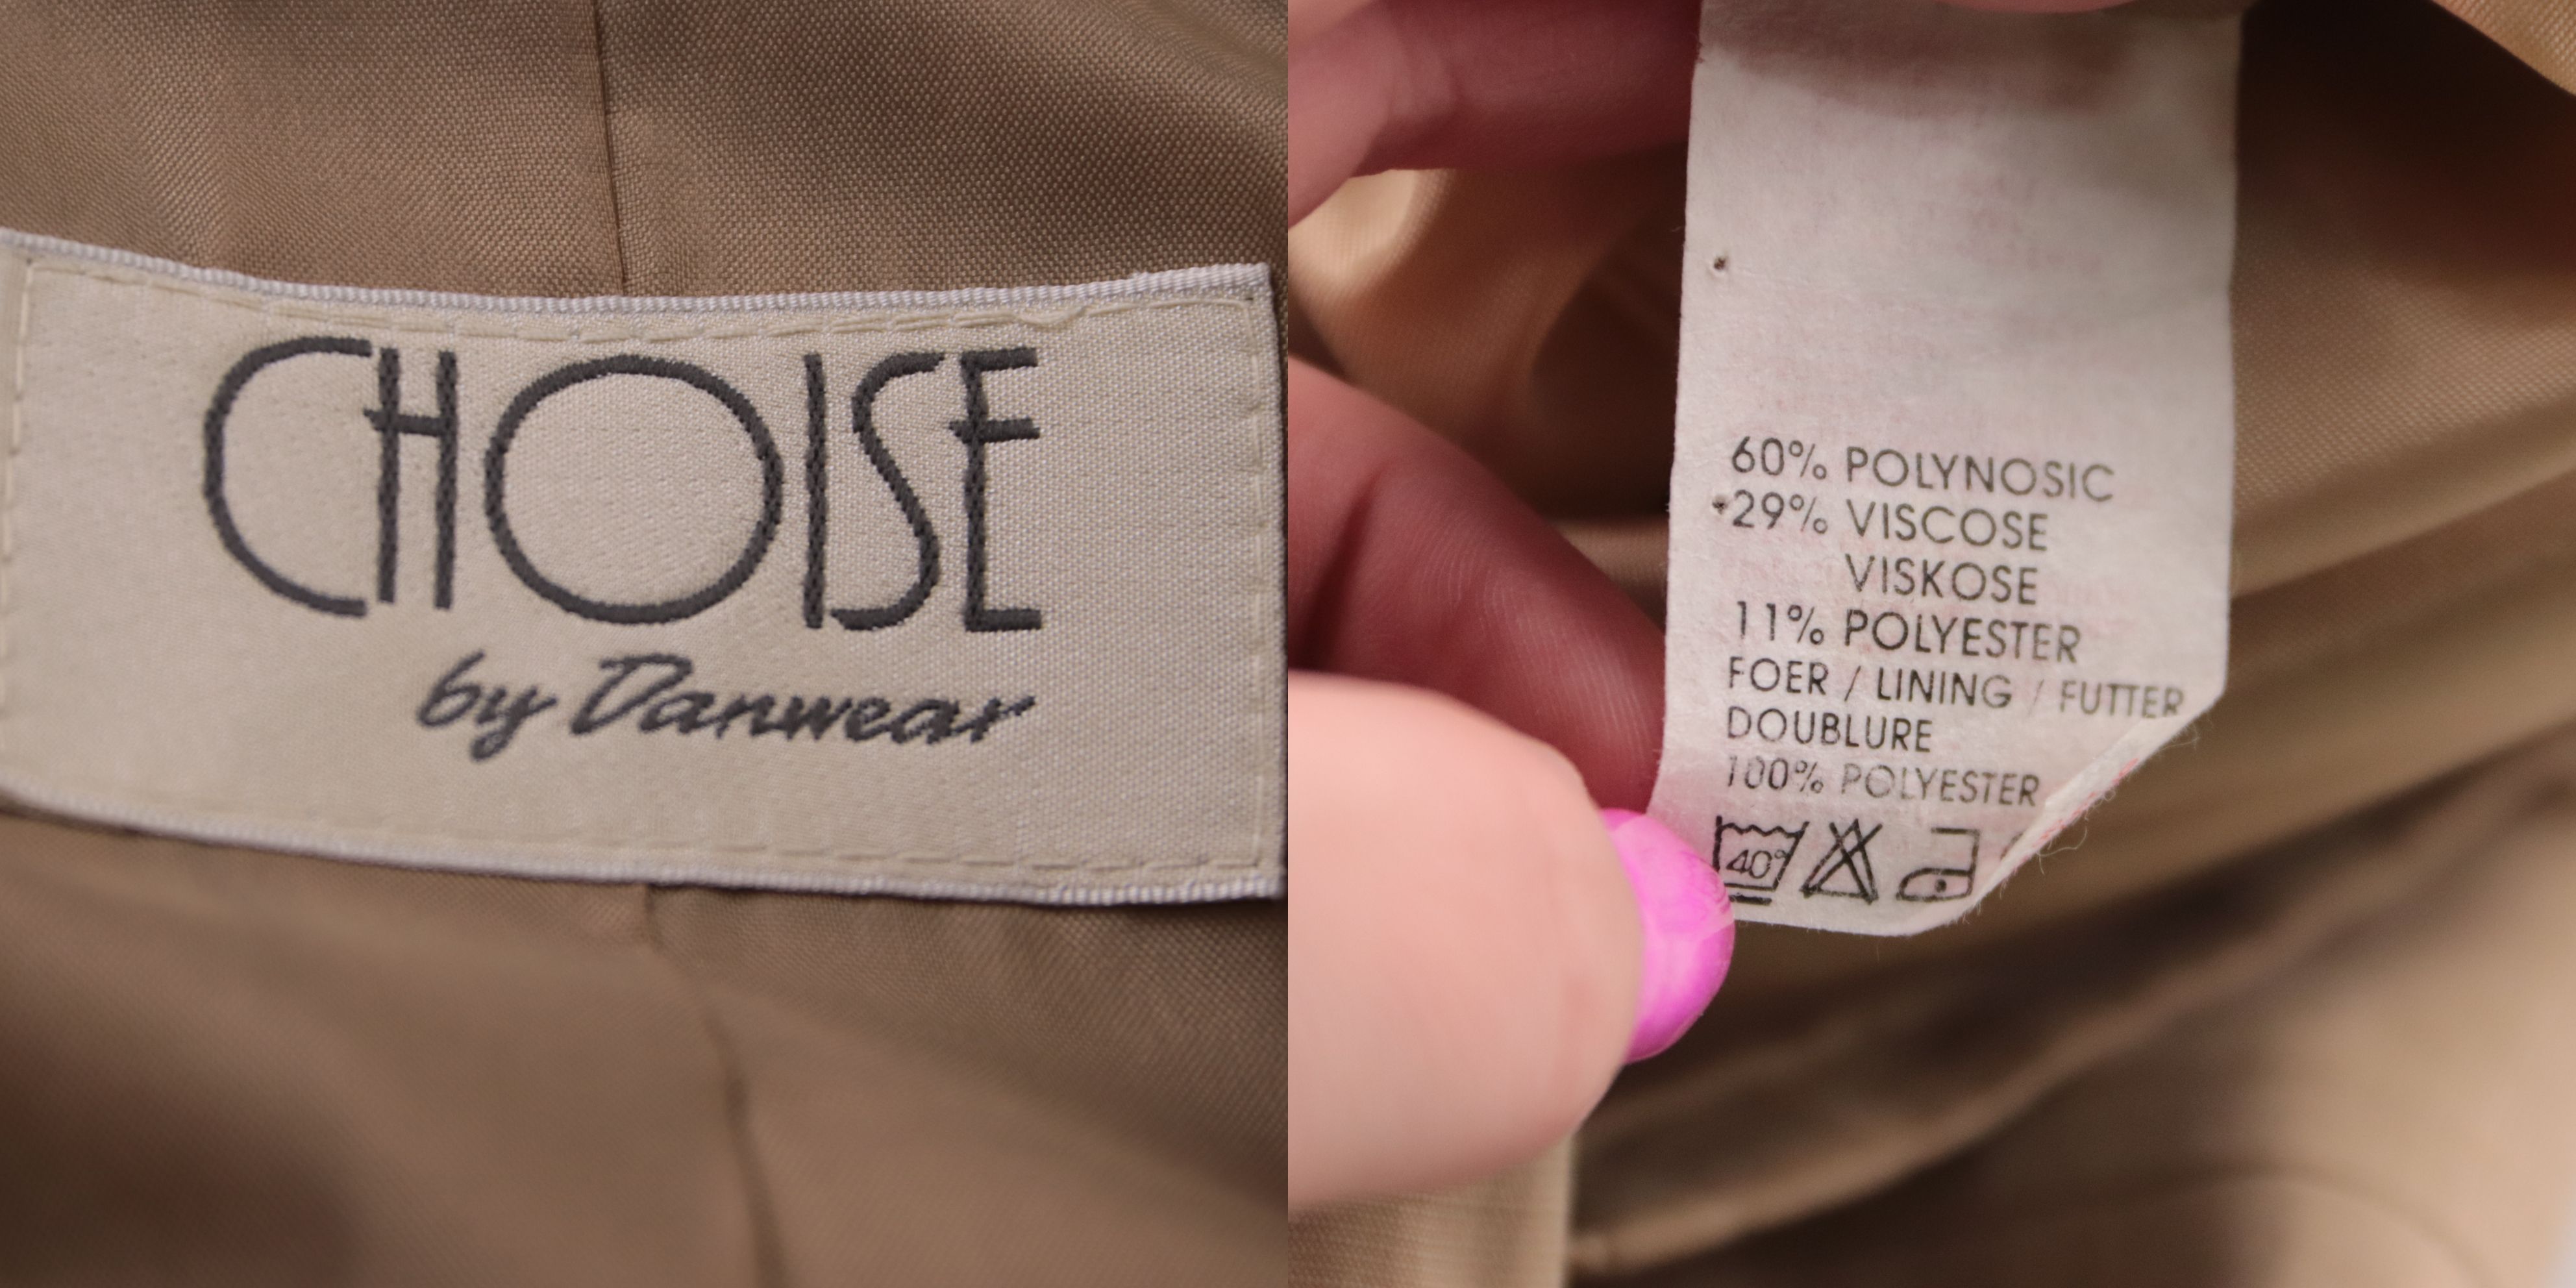 CHOISE
by Danwear
60% POLYNOSIC
29% VISCOSE
VISKOSE
11% POLYESTER
FOER / LINING / FUTTER
DOUBLURE
100% POLYESTER
40°